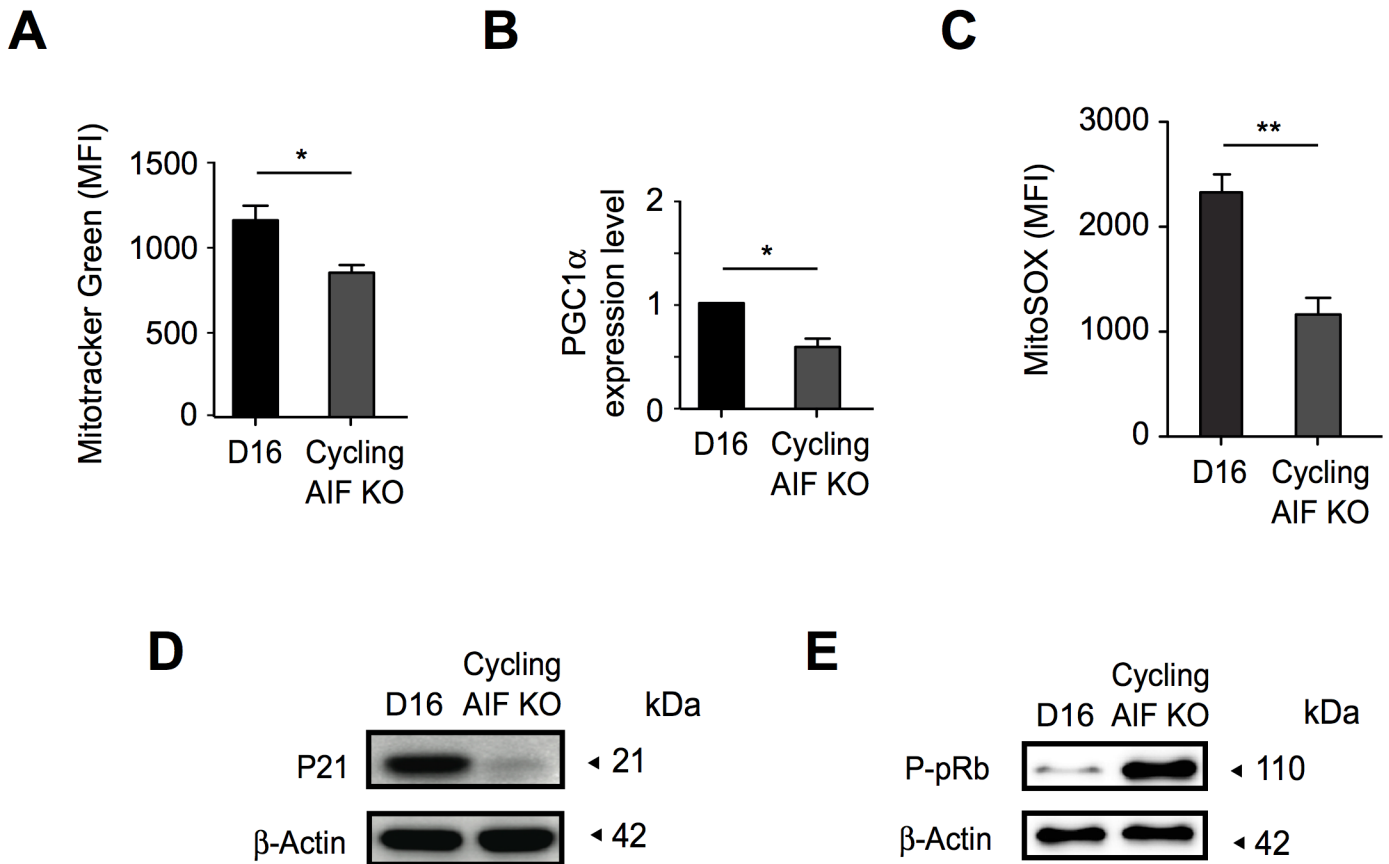 A
B
C
Mitotracker Green (MFI)
1500
1000
500
0
*
D16
Cycling
AIF KO
PGC1α
expression level
2
1
0
*
D16
Cycling
AIF KO
MitoSOX (MFI)
3000
2000
1000
0
**
D16
Cycling
AIF KO
D
Cycling
D16 AIF KO kDa
P21 21
β-Actin 42
E
Cycling
D16 AIF KO kDa
P-pRb 110
β-Actin 42